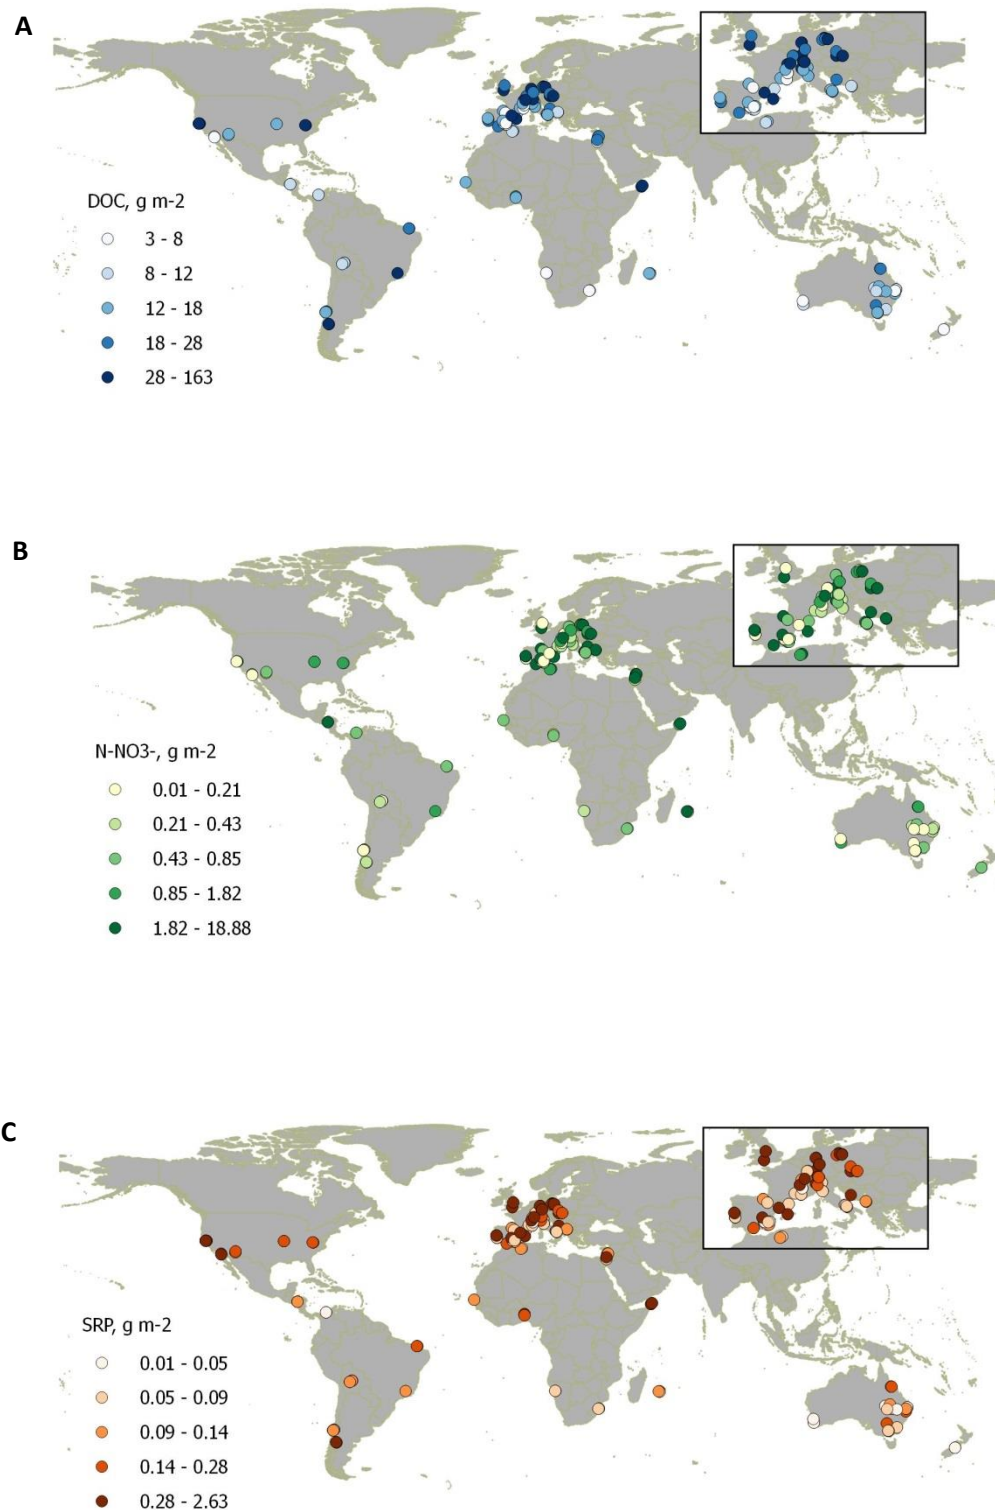 A
DOC, g m-2
3 - 8
8 - 12
12 - 18
18 - 28
28 - 163
B
N-NO3-, g m-2
0.01 - 0.21
0.21 - 0.43
0.43 - 0.85
0.85 - 1.82
1.82 - 18.88
C
SRP, g m-2
0.01 - 0.05
0.05 - 0.09
0.09 - 0.14
0.14 - 0.28
0.28 - 2.63